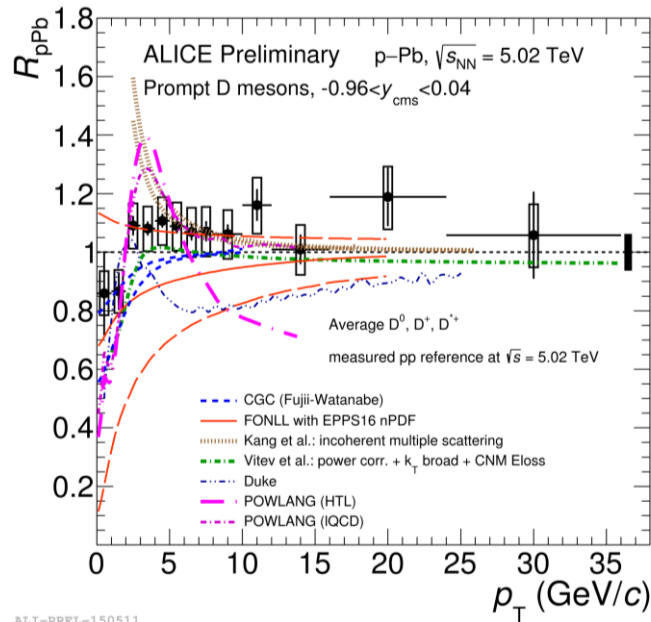 R_pPb
ALICE Preliminary p–Pb, √s_NN = 5.02 TeV
Prompt D mesons, -0.96<y_cms<0.04
1.8
1.6
1.4
1.2
1
0.8
0.6
0.4
0.2
Average D⁰, D⁺, D*⁺
measured pp reference at √s = 5.02 TeV
CGC (Fujii-Watanabe)
FONLL with EPPS16 nPDF
Kang et al.: incoherent multiple scattering
Vitev et al.: power corr. + k_T broad + CNM Eloss
Duke
POWLANG (HTL)
POWLANG (lQCD)
0 5 10 15 20 25 30 35
p_T (GeV/c)
ALI-PREL-150511